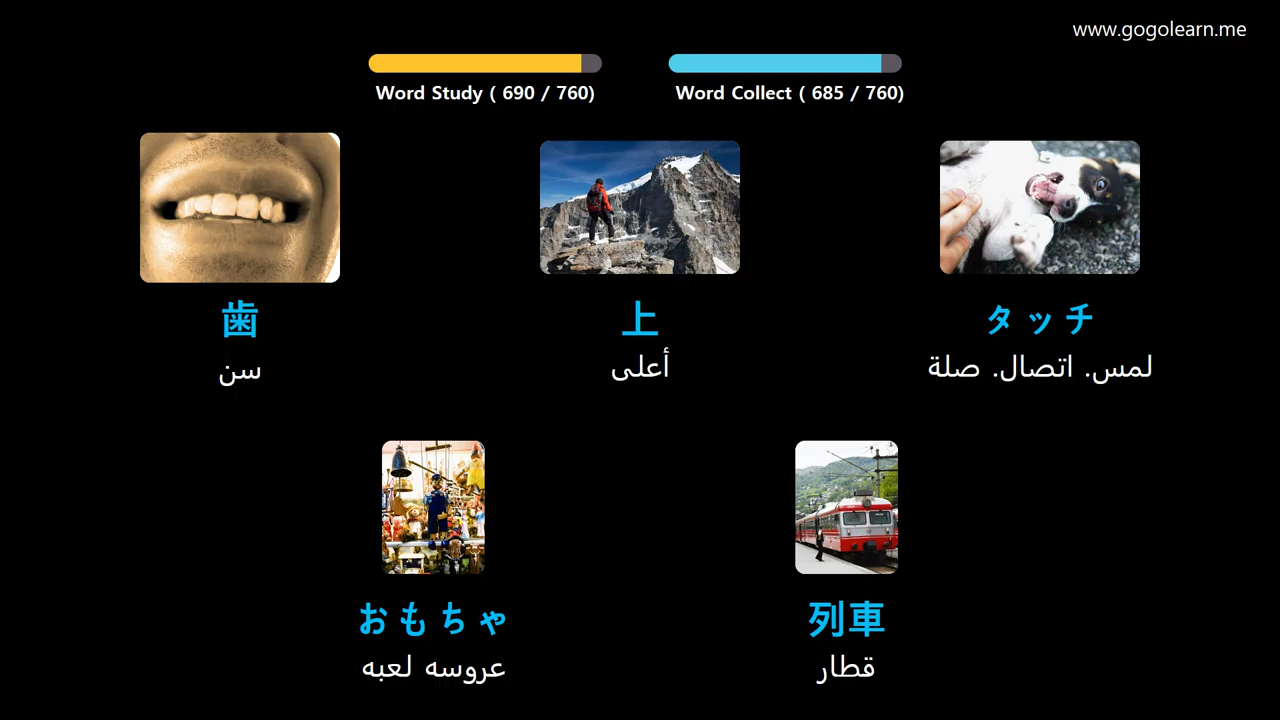 www.gogolearn.me
Word Study ( 690 / 760)
Word Collect ( 685 / 760)
歯
سن
上
أعلى
タッチ
لمس. اتصال. صلة
おもちゃ
عروسه لعبه
列車
قطار